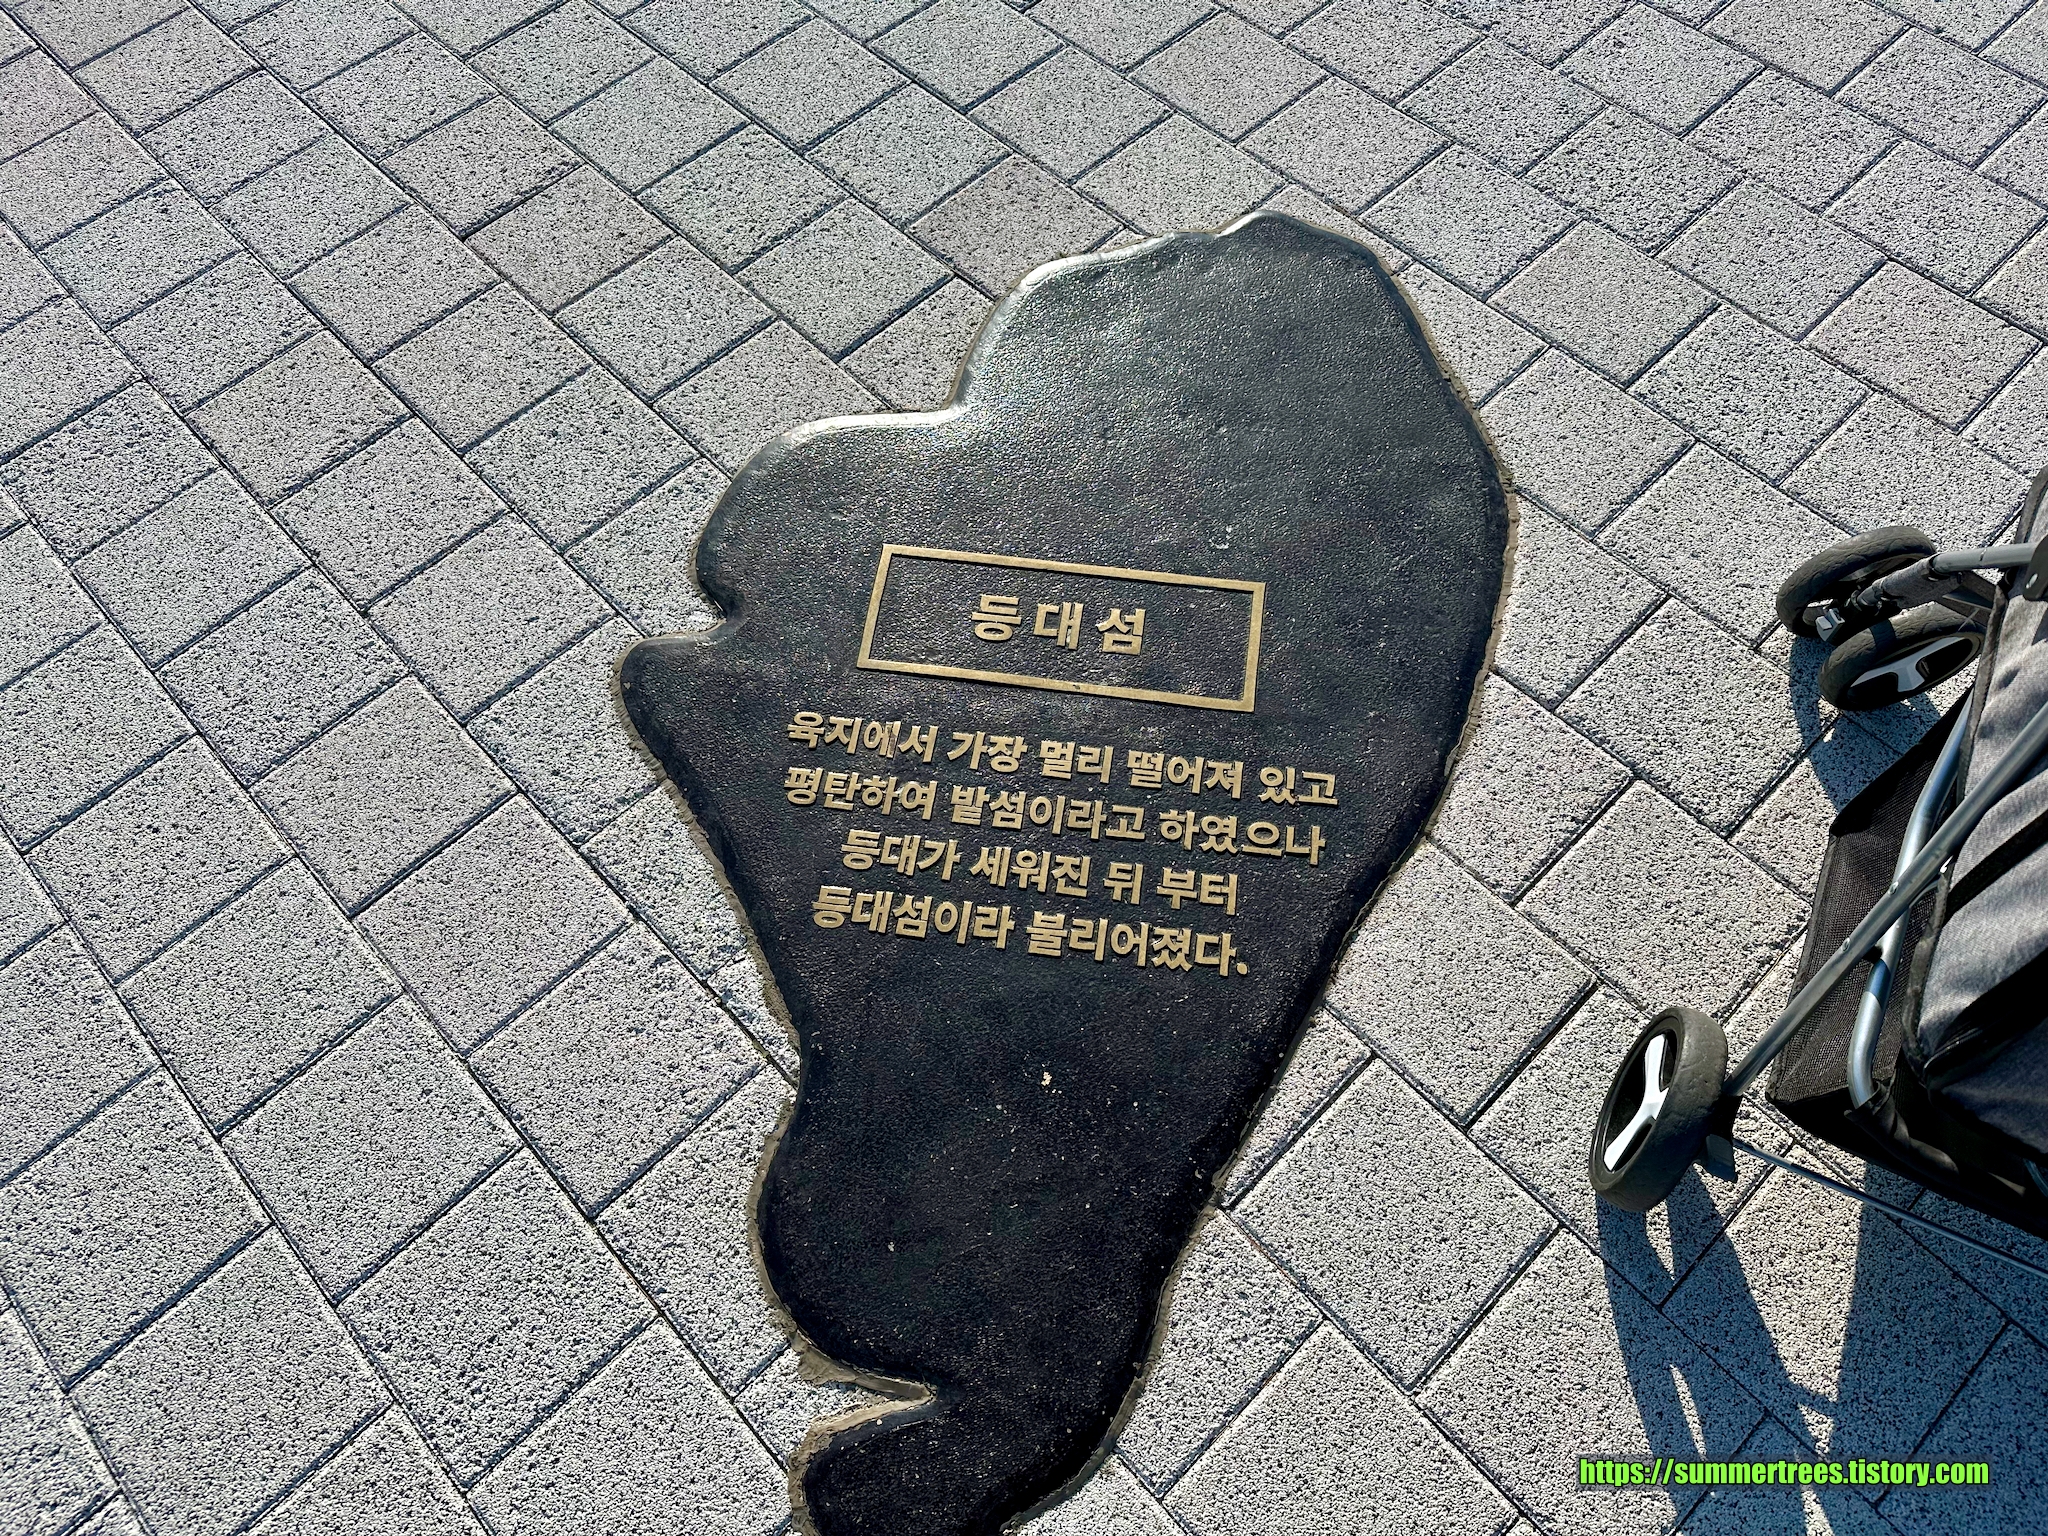 등대섬
육지에서 가장 멀리 떨어져 있고
평탄하여 밭섬이라고 하였으나
등대가 세워진 뒤 부터
등대섬이라 불리어졌다.
https://summertrees.tistory.com